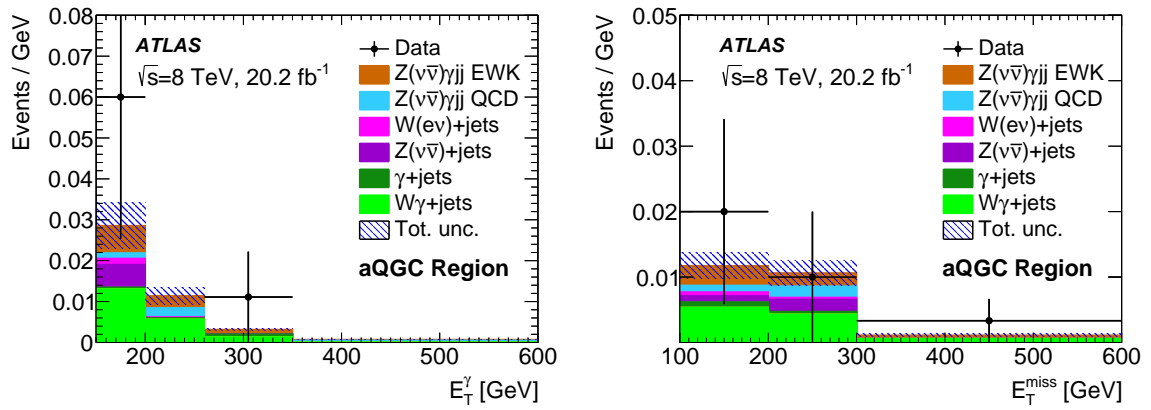 Events / GeV
0.08
0.07
0.06
0.05
0.04
0.03
0.02
0.01
0
ATLAS
√s=8 TeV, 20.2 fb⁻¹
Data
Z(νν̄)γjj EWK
Z(νν̄)γjj QCD
W(eν)+jets
Z(νν̄)+jets
γ+jets
Wγ+jets
Tot. unc.
aQGC Region
200 300 400 500 600
E_T^γ [GeV]
Events / GeV
0.05
0.04
0.03
0.02
0.01
ATLAS
√s=8 TeV, 20.2 fb⁻¹
Data
Z(νν̄)γjj EWK
Z(νν̄)γjj QCD
W(eν)+jets
Z(νν̄)+jets
γ+jets
Wγ+jets
Tot. unc.
aQGC Region
100 200 300 400 500 600
E_T^miss [GeV]